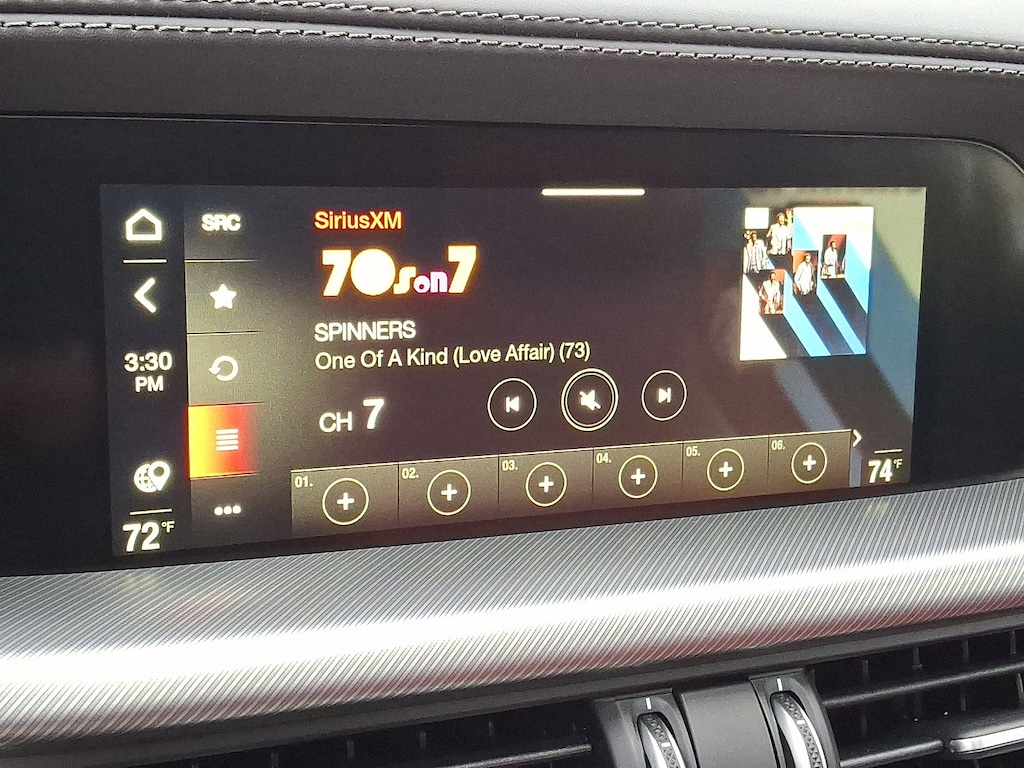 SRC
SiriusXM
70s on 7
SPINNERS
One Of A Kind (Love Affair) (73)
3:30
PM
CH 7
01.
02.
03.
04.
05.
06.
72°F
74°F